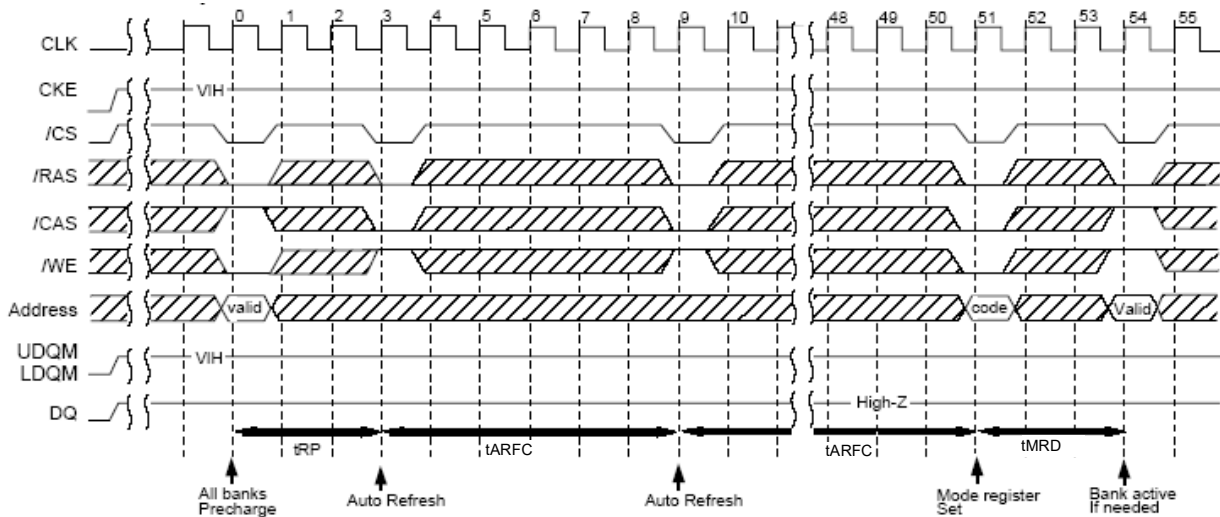 0 1 2 3 4 5 6 7 8 9 10 48 49 50 51 52 53 54 55
CLK
CKE VIH
/CS
/RAS
/CAS
/WE
Address valid code Valid
UDQM
LDQM VIH
DQ High-Z
tRP tARFC tARFC tMRD
All banks
Precharge
Auto Refresh
Auto Refresh
Mode register
Set
Bank active
If needed